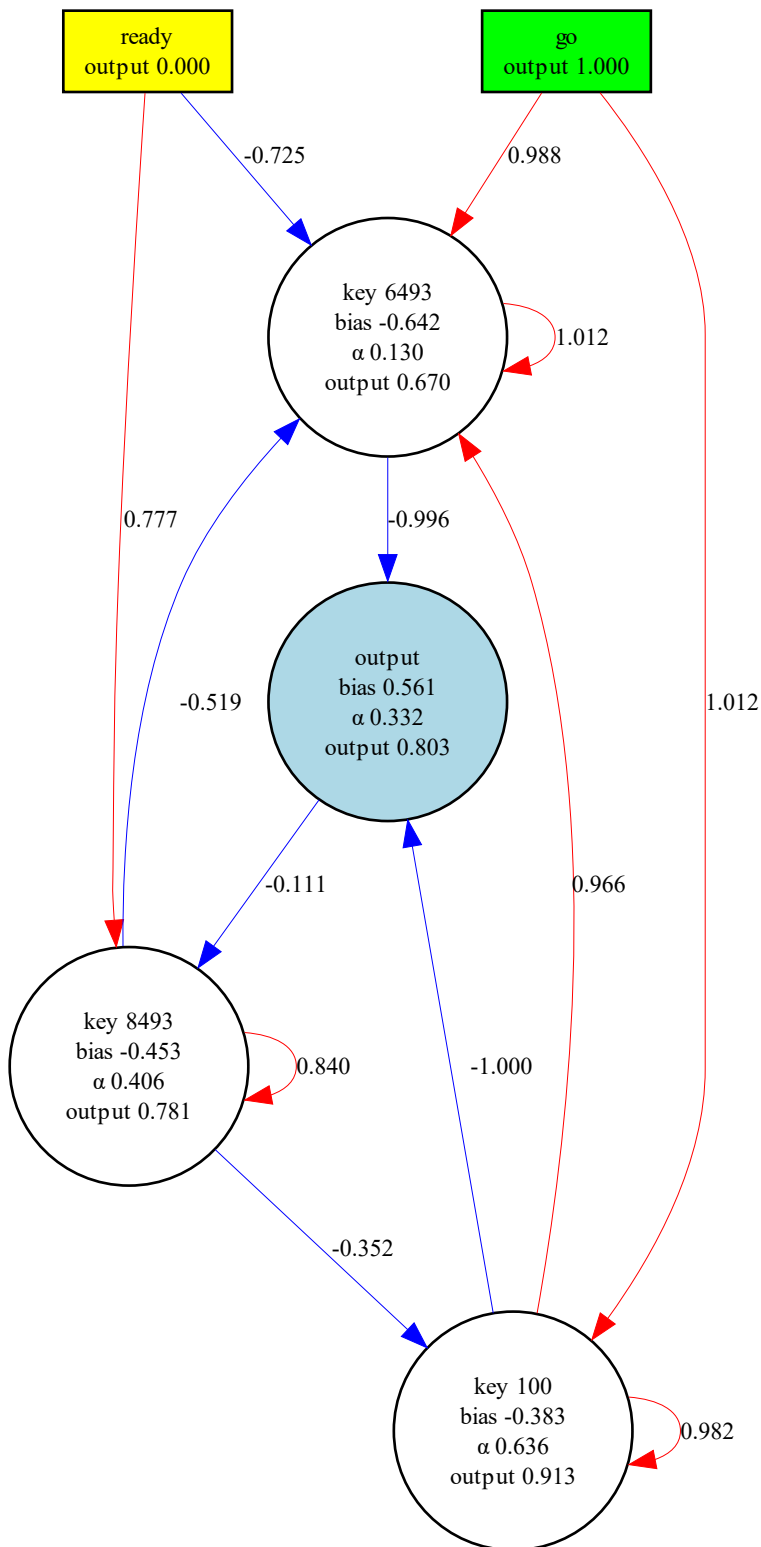 ready
output 0.000
go
output 1.000
-0.725
0.988
key 6493
bias -0.642
α 0.130
output 0.670
1.012
0.777
-0.996
-0.519
output
bias 0.561
α 0.332
output 0.803
1.012
-0.111
0.966
key 8493
bias -0.453
α 0.406
output 0.781
0.840
-1.000
-0.352
key 100
bias -0.383
α 0.636
output 0.913
0.982